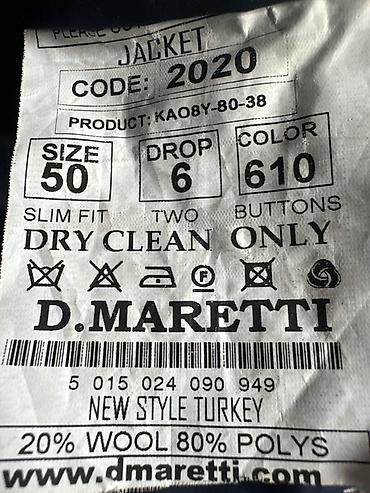 JACKET
CODE: 2020
PRODUCT: KAO8Y-80-38
SIZE 50 DROP 6 COLOR 610
SLIM FIT TWO BUTTONS
DRY CLEAN ONLY
F
D.MARETTI
5 015 024 090 949
NEW STYLE TURKEY
20% WOOL 80% POLYS
www.dmaretti.com